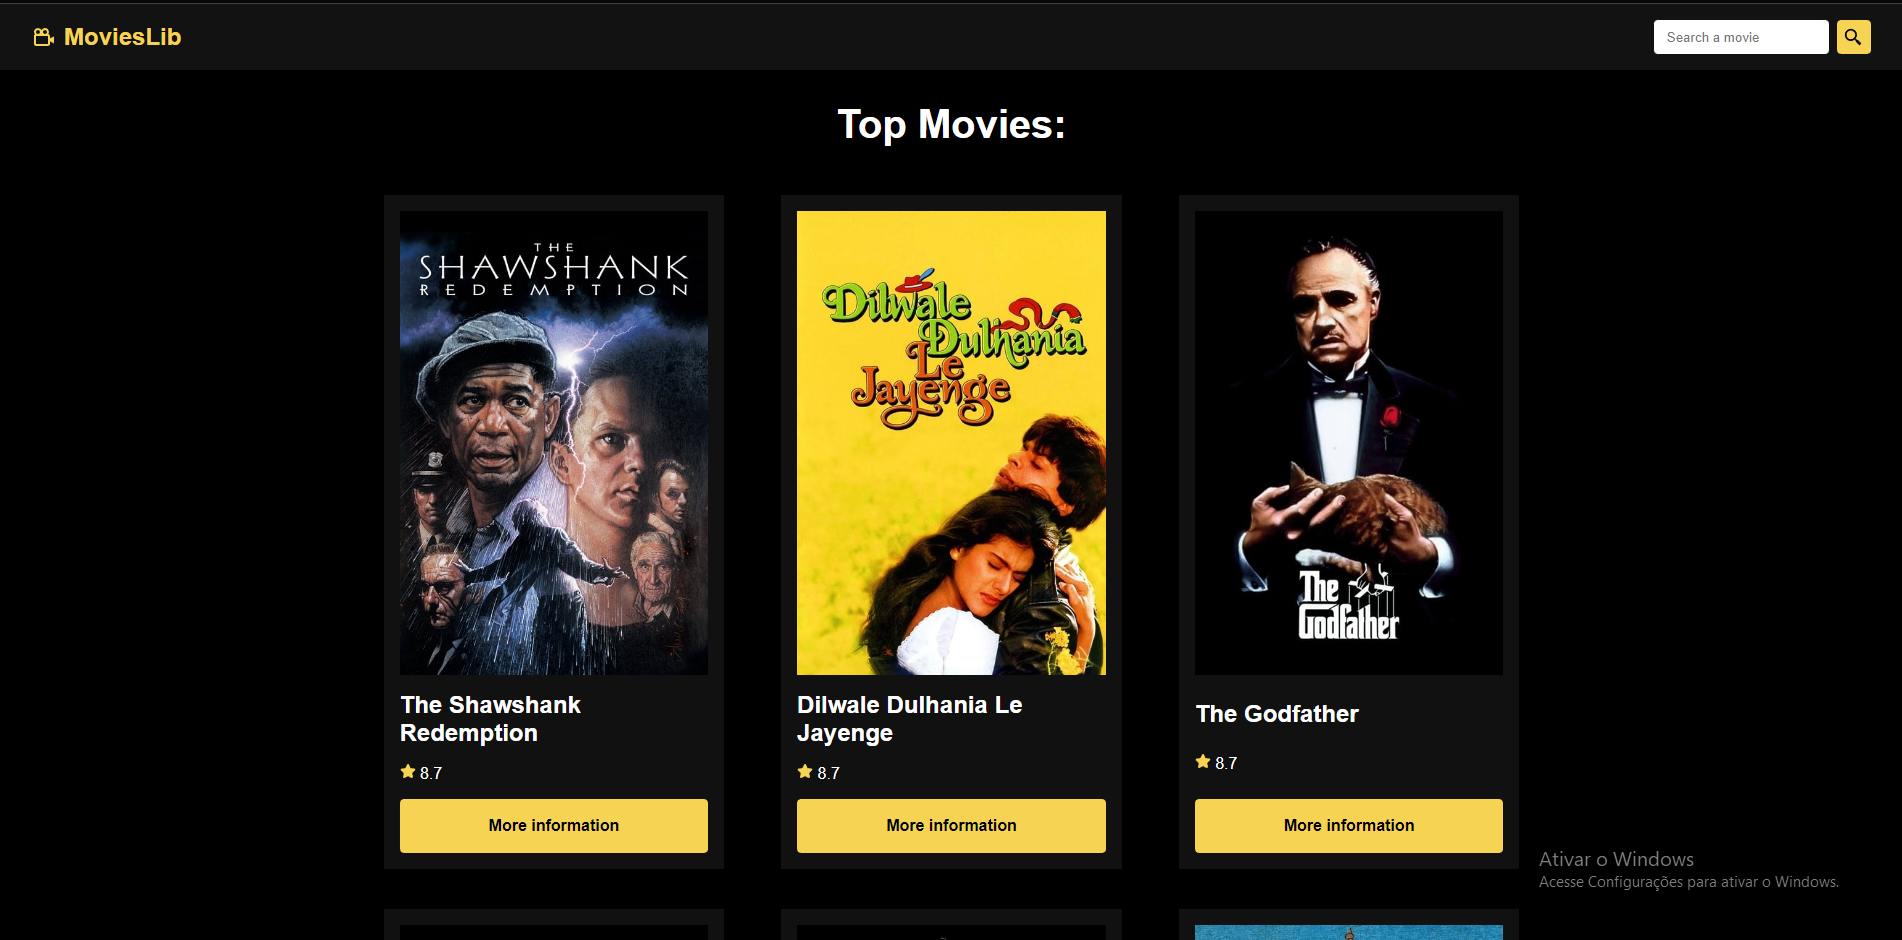 MoviesLib
Search a movie
Top Movies:
THE
SHAWSHANK
REDEMPTION
Dilwale
Dulhania
Le
Jayenge
The
Godfather
The Shawshank
Redemption
8.7
More information
Dilwale Dulhania Le
Jayenge
8.7
More information
The Godfather
8.7
More information
Ativar o Windows
Acesse Configurações para ativar o Windows.